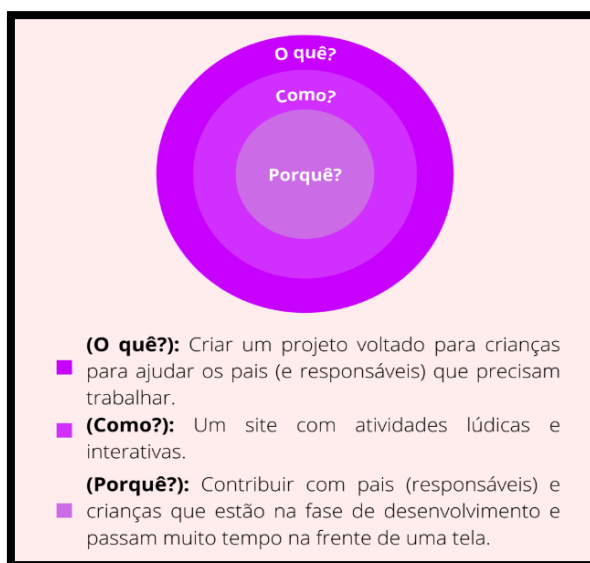 O quê?
Como?
Porquê?
(O quê?): Criar um projeto voltado para crianças
para ajudar os pais (e responsáveis) que precisam
trabalhar.
(Como?): Um site com atividades lúdicas e
interativas.
(Porquê?): Contribuir com pais (responsáveis) e
crianças que estão na fase de desenvolvimento e
passam muito tempo na frente de uma tela.